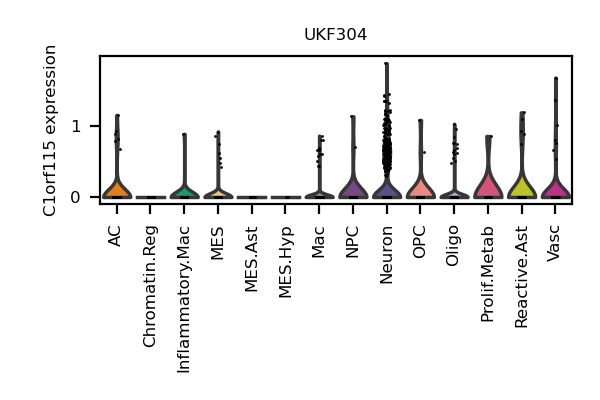 UKF304
C1orf115 expression
1
0
AC
Chromatin.Reg
Inflammatory.Mac
MES
MES.Ast
MES.Hyp
Mac
NPC
Neuron
OPC
Oligo
Prolif.Metab
Reactive.Ast
Vasc